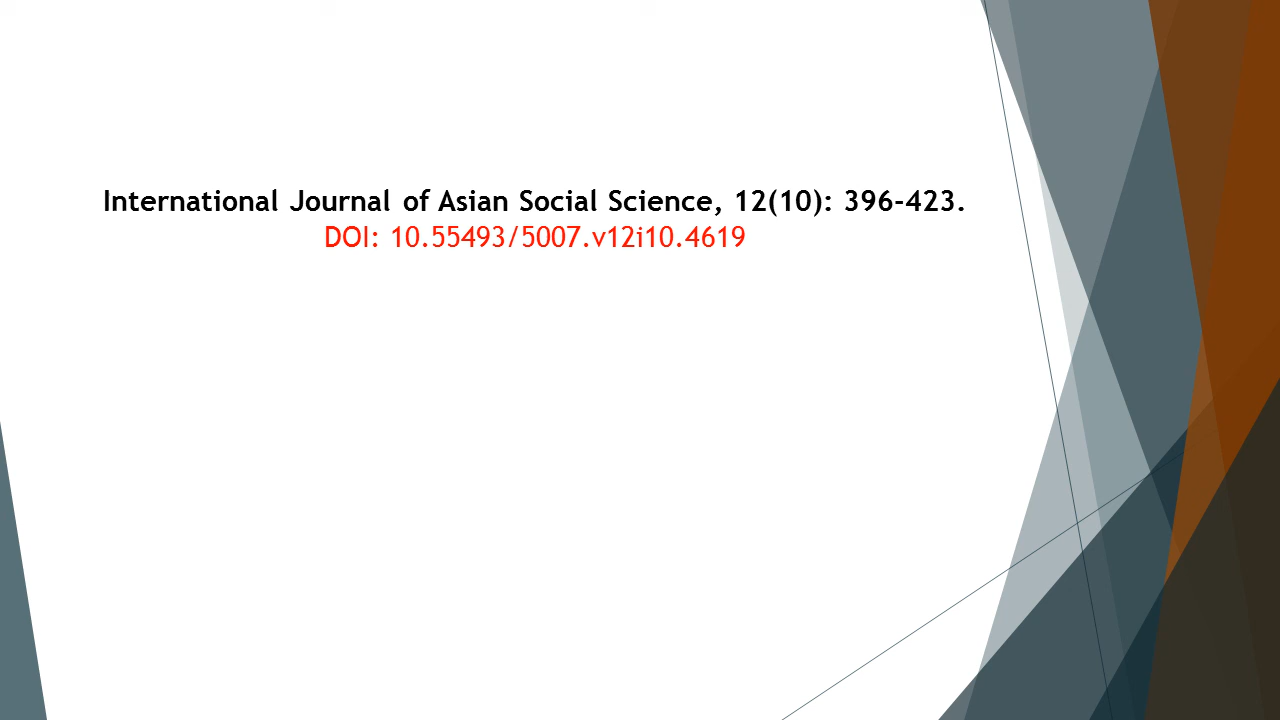 International Journal of Asian Social Science, 12(10): 396-423.
DOI: 10.55493/5007.v12i10.4619